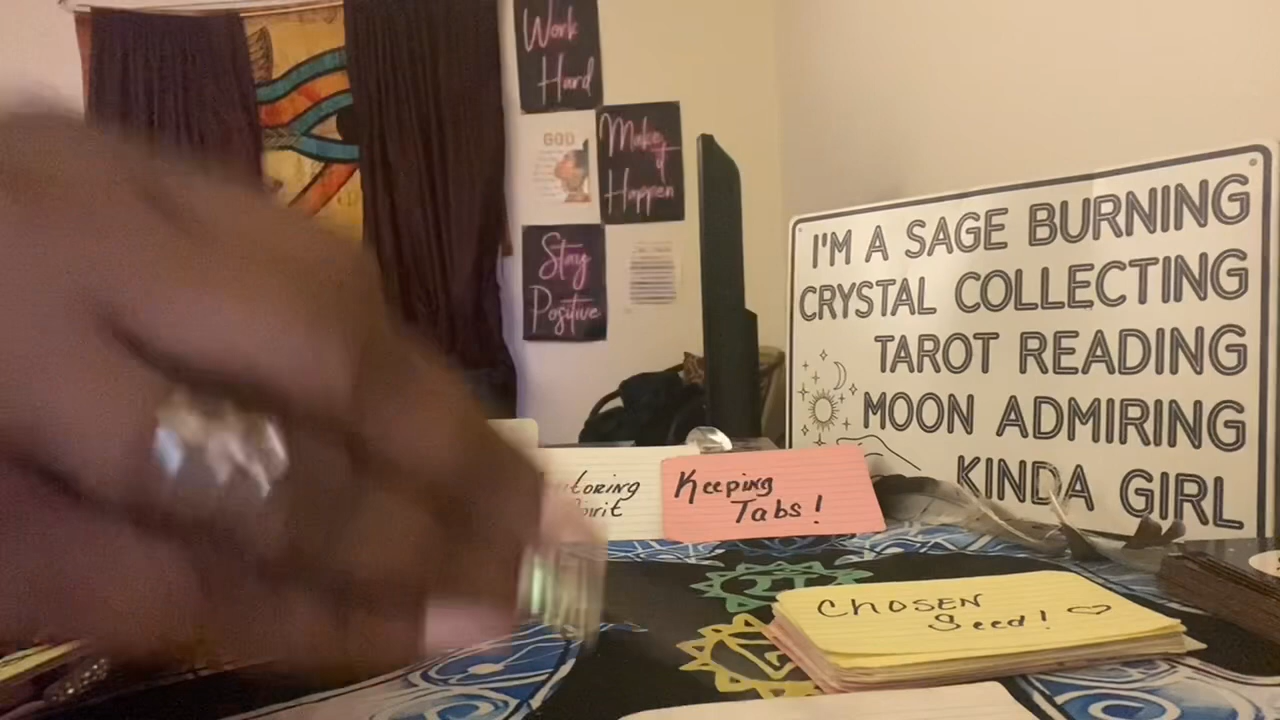 Work
Hard
GOD
Make
it
Happen
Stay
Positive
I'M A SAGE BURNING
CRYSTAL COLLECTING
TAROT READING
MOON ADMIRING
KINDA GIRL
Keeping
Tabs!
CHOSEN
Seed!